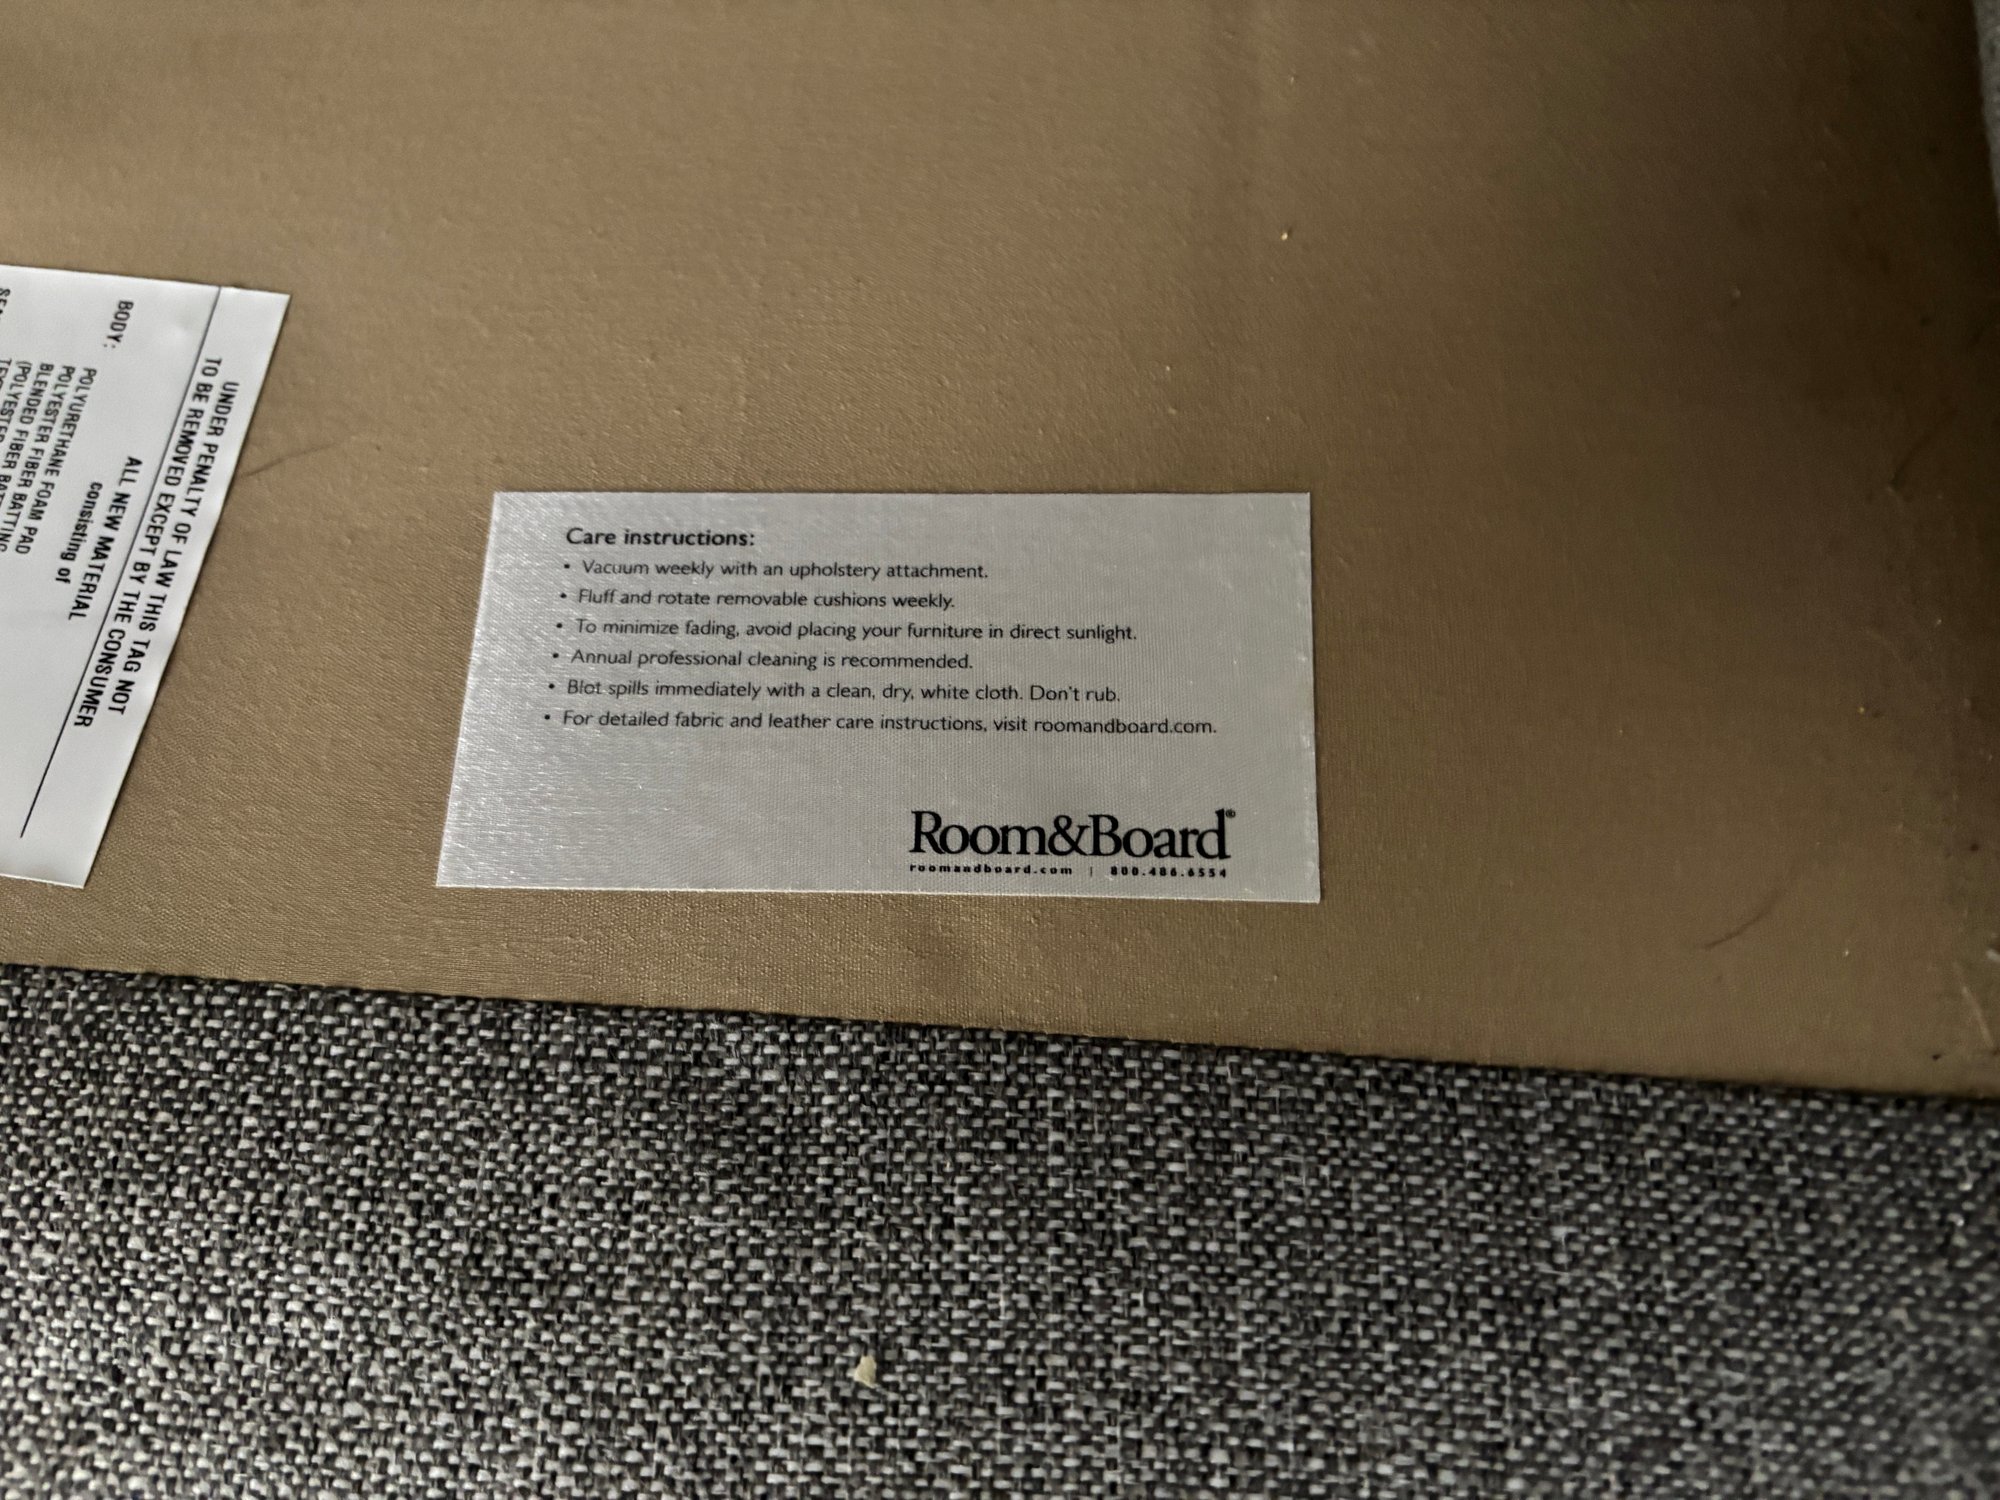 UNDER PENALTY OF LAW THIS TAG NOT
TO BE REMOVED EXCEPT BY THE CONSUMER
ALL NEW MATERIAL
consisting of
BODY: POLYURETHANE FOAM PAD
POLYESTER FIBER BATTING
BLENDED FIBER PAD
(POLYESTER FIBER BATTING
Care instructions:
• Vacuum weekly with an upholstery attachment.
• Fluff and rotate removable cushions weekly.
• To minimize fading, avoid placing your furniture in direct sunlight.
• Annual professional cleaning is recommended.
• Blot spills immediately with a clean, dry, white cloth. Don't rub.
• For detailed fabric and leather care instructions, visit roomandboard.com.
Room&Board®
roomandboard.com | 800.486.6554